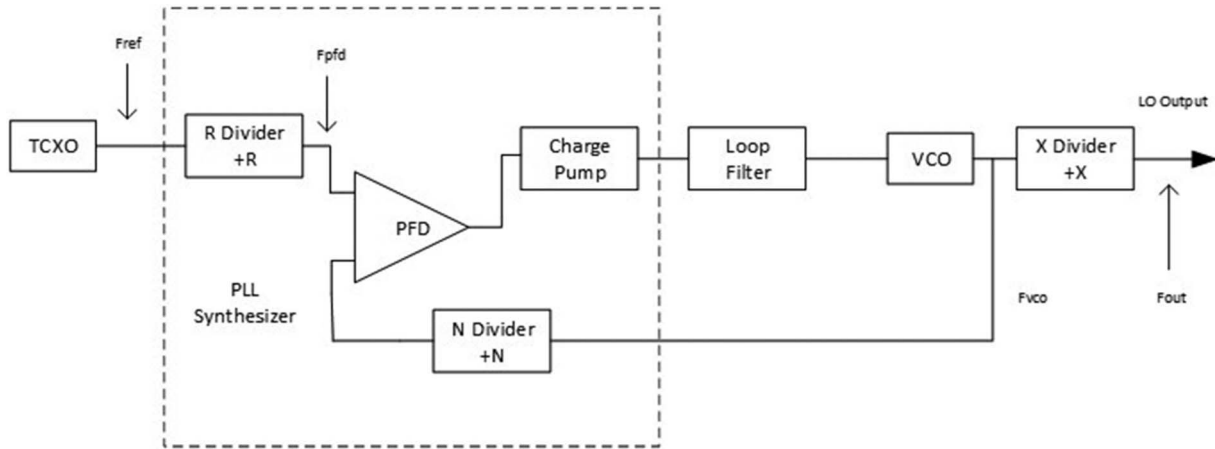 Fref
Fpfd
LO Output
TCXO
R Divider
+R
PFD
Charge
Pump
Loop
Filter
VCO
X Divider
+X
PLL
Synthesizer
N Divider
+N
Fvco
Fout